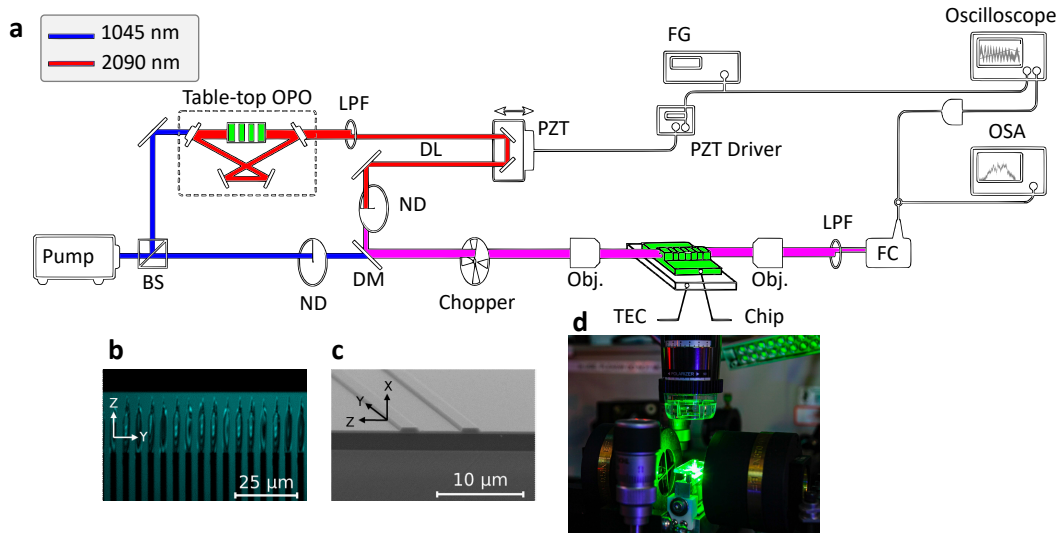 a
1045 nm
2090 nm
Table-top OPO
LPF
PZT
DL
ND
FG
PZT Driver
Oscilloscope
OSA
Pump
BS
ND
DM
Chopper
Obj.
Obj.
LPF
FC
TEC
Chip
b
Z
Y
25 µm
c
X
Y
Z
10 µm
d